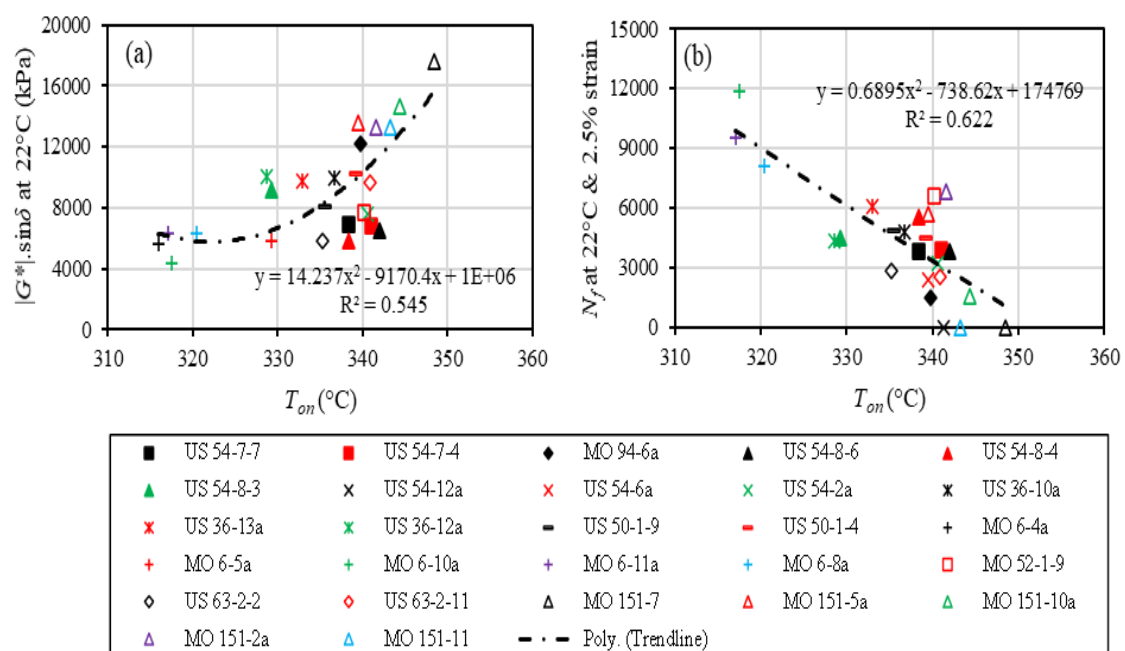 (a)
|G*|.sinδ at 22°C (kPa)
20000
16000
12000
8000
4000
0
y = 14.237x² - 9170.4x + 1E+06
R² = 0.545
310 320 330 340 350 360
Ton (°C)
(b)
Nf at 22°C & 2.5% strain
15000
12000
9000
6000
3000
0
y = 0.6895x² - 738.62x + 174769
R² = 0.622
310 320 330 340 350 360
Ton (°C)
US 54-7-7 US 54-7-4 MO 94-6a US 54-8-6 US 54-8-4
US 54-8-3 US 54-12a US 54-6a US 54-2a US 36-10a
US 36-13a US 36-12a US 50-1-9 US 50-1-4 MO 6-4a
MO 6-5a MO 6-10a MO 6-11a MO 6-8a MO 52-1-9
US 63-2-2 US 63-2-11 MO 151-7 MO 151-5a MO 151-10a
MO 151-2a MO 151-11 Poly. (Trendline)